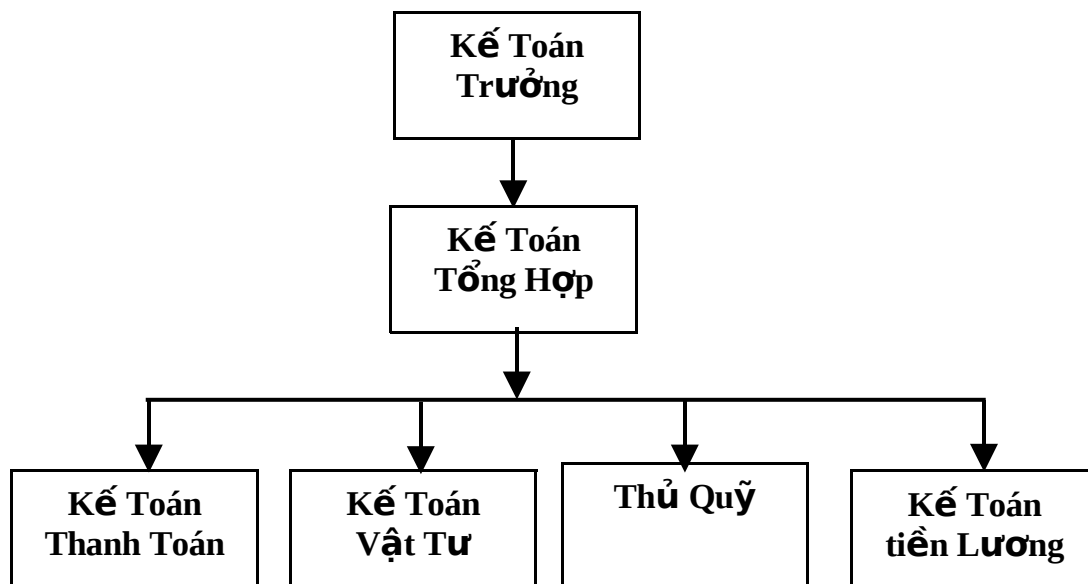 Kế Toán
Trưởng
Kế Toán
Tổng Hợp
Kế Toán
Thanh Toán
Kế Toán
Vật Tư
Thủ Quỹ
Kế Toán
tiền Lương